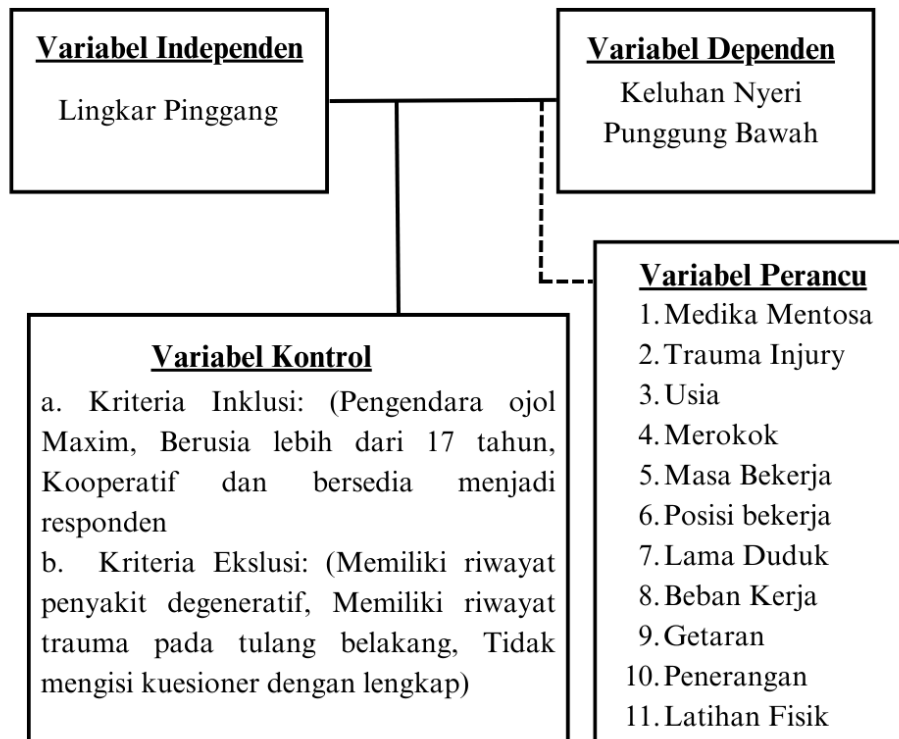 Variabel Independen
Lingkar Pinggang
Variabel Dependen
Keluhan Nyeri
Punggung Bawah
Variabel Kontrol
a. Kriteria Inklusi: (Pengendara ojol
Maxim, Berusia lebih dari 17 tahun,
Kooperatif dan bersedia menjadi
responden
b. Kriteria Ekslusi: (Memiliki riwayat
penyakit degeneratif, Memiliki riwayat
trauma pada tulang belakang, Tidak
mengisi kuesioner dengan lengkap)
Variabel Perancu
1. Medika Mentosa
2. Trauma Injury
3. Usia
4. Merokok
5. Masa Bekerja
6. Posisi bekerja
7. Lama Duduk
8. Beban Kerja
9. Getaran
10. Penerangan
11. Latihan Fisik